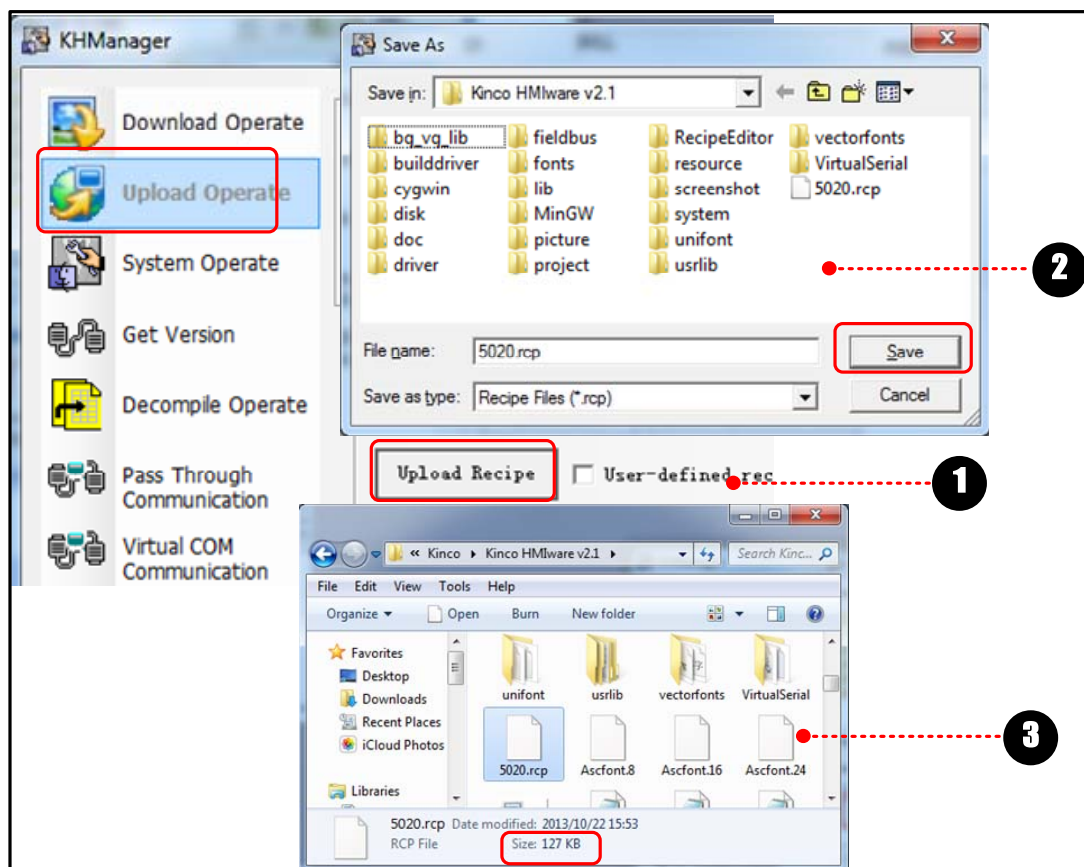 KHManager
Download Operate
Upload Operate
System Operate
Get Version
Decompile Operate
Pass Through
Communication
Virtual COM
Communication
Save As
Save in: Kinco HMIware v2.1
bg_vg_lib fieldbus RecipeEditor vectorfonts
builddriver fonts resource VirtualSerial
cygwin lib screenshot 5020.rcp
disk MinGW system
doc picture unifont
driver project usrlib
File name: 5020.rcp Save
Save as type: Recipe Files (*.rcp) Cancel
2
Upload Recipe User-defined rec
1
« Kinco Kinco HMIware v2.1 Search Kinc...
File Edit View Tools Help
Organize Open Burn New folder
Favorites
Desktop
Downloads
Recent Places
iCloud Photos
Libraries
unifont usrlib vectorfonts VirtualSerial
5020.rcp Ascfont.8 Ascfont.16 Ascfont.24
3
5020.rcp Date modified: 2013/10/22 15:53
RCP File Size: 127 KB